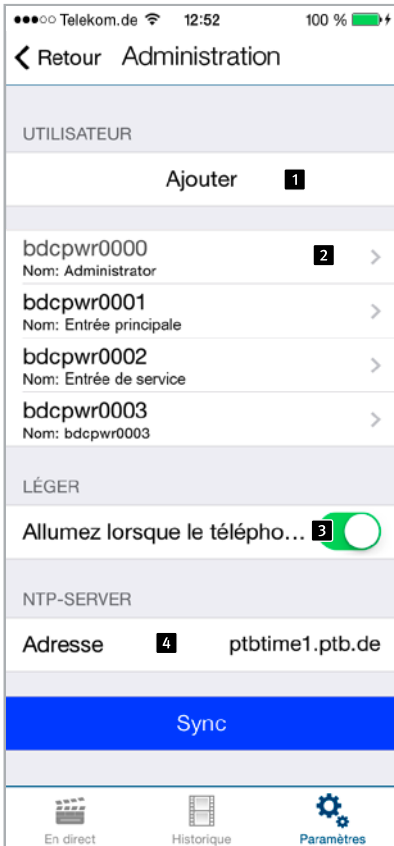 Telekom.de 12:52 100 %
Retour Administration
UTILISATEUR
Ajouter 1
bdcpwr0000 2
Nom: Administrator
bdcpwr0001
Nom: Entrée principale
bdcpwr0002
Nom: Entrée de service
bdcpwr0003
Nom: bdcpwr0003
LÉGER
Allumez lorsque le télépho... 3
NTP-SERVER
Adresse 4 ptbtime1.ptb.de
Sync
En direct Historique Paramètres